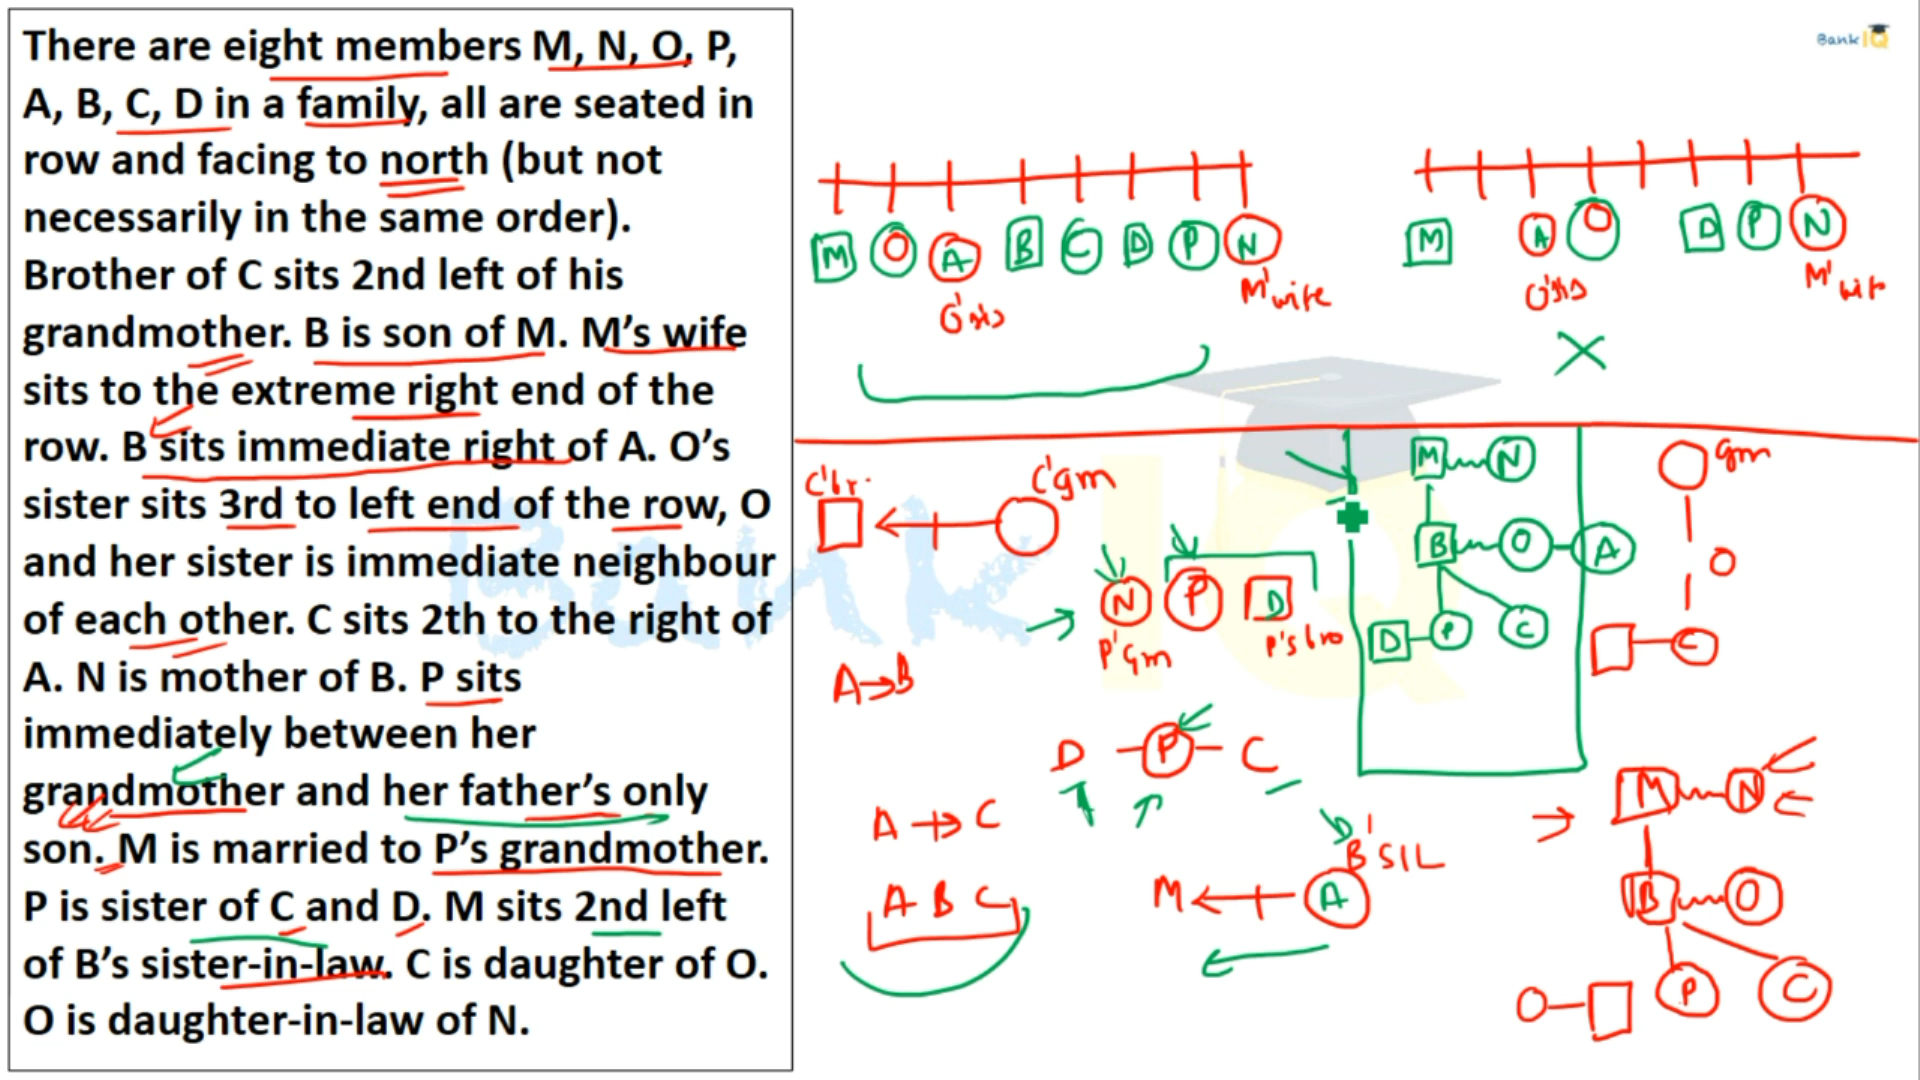 There are eight members M, N, O, P,
A, B, C, D in a family, all are seated in
row and facing to north (but not
necessarily in the same order).
Brother of C sits 2nd left of his
grandmother. B is son of M. M’s wife
sits to the extreme right end of the
row. B sits immediate right of A. O’s
sister sits 3rd to left end of the row, O
and her sister is immediate neighbour
of each other. C sits 2th to the right of
A. N is mother of B. P sits
immediately between her
grandmother and her father’s only
son. M is married to P’s grandmother.
P is sister of C and D. M sits 2nd left
of B’s sister-in-law. C is daughter of O.
O is daughter-in-law of N.
Bank IQ
M O A B C D P N
O'sis M'wife
M A O D P N
O'sis M'wife
Bank IQ
C'br. C'gm
N P D
P'gm P's bro
A→B
D P C
A → C
A B C
M A
B'SIL
M N
B O A
D P C
gm
O
C
M N
B O
O P C